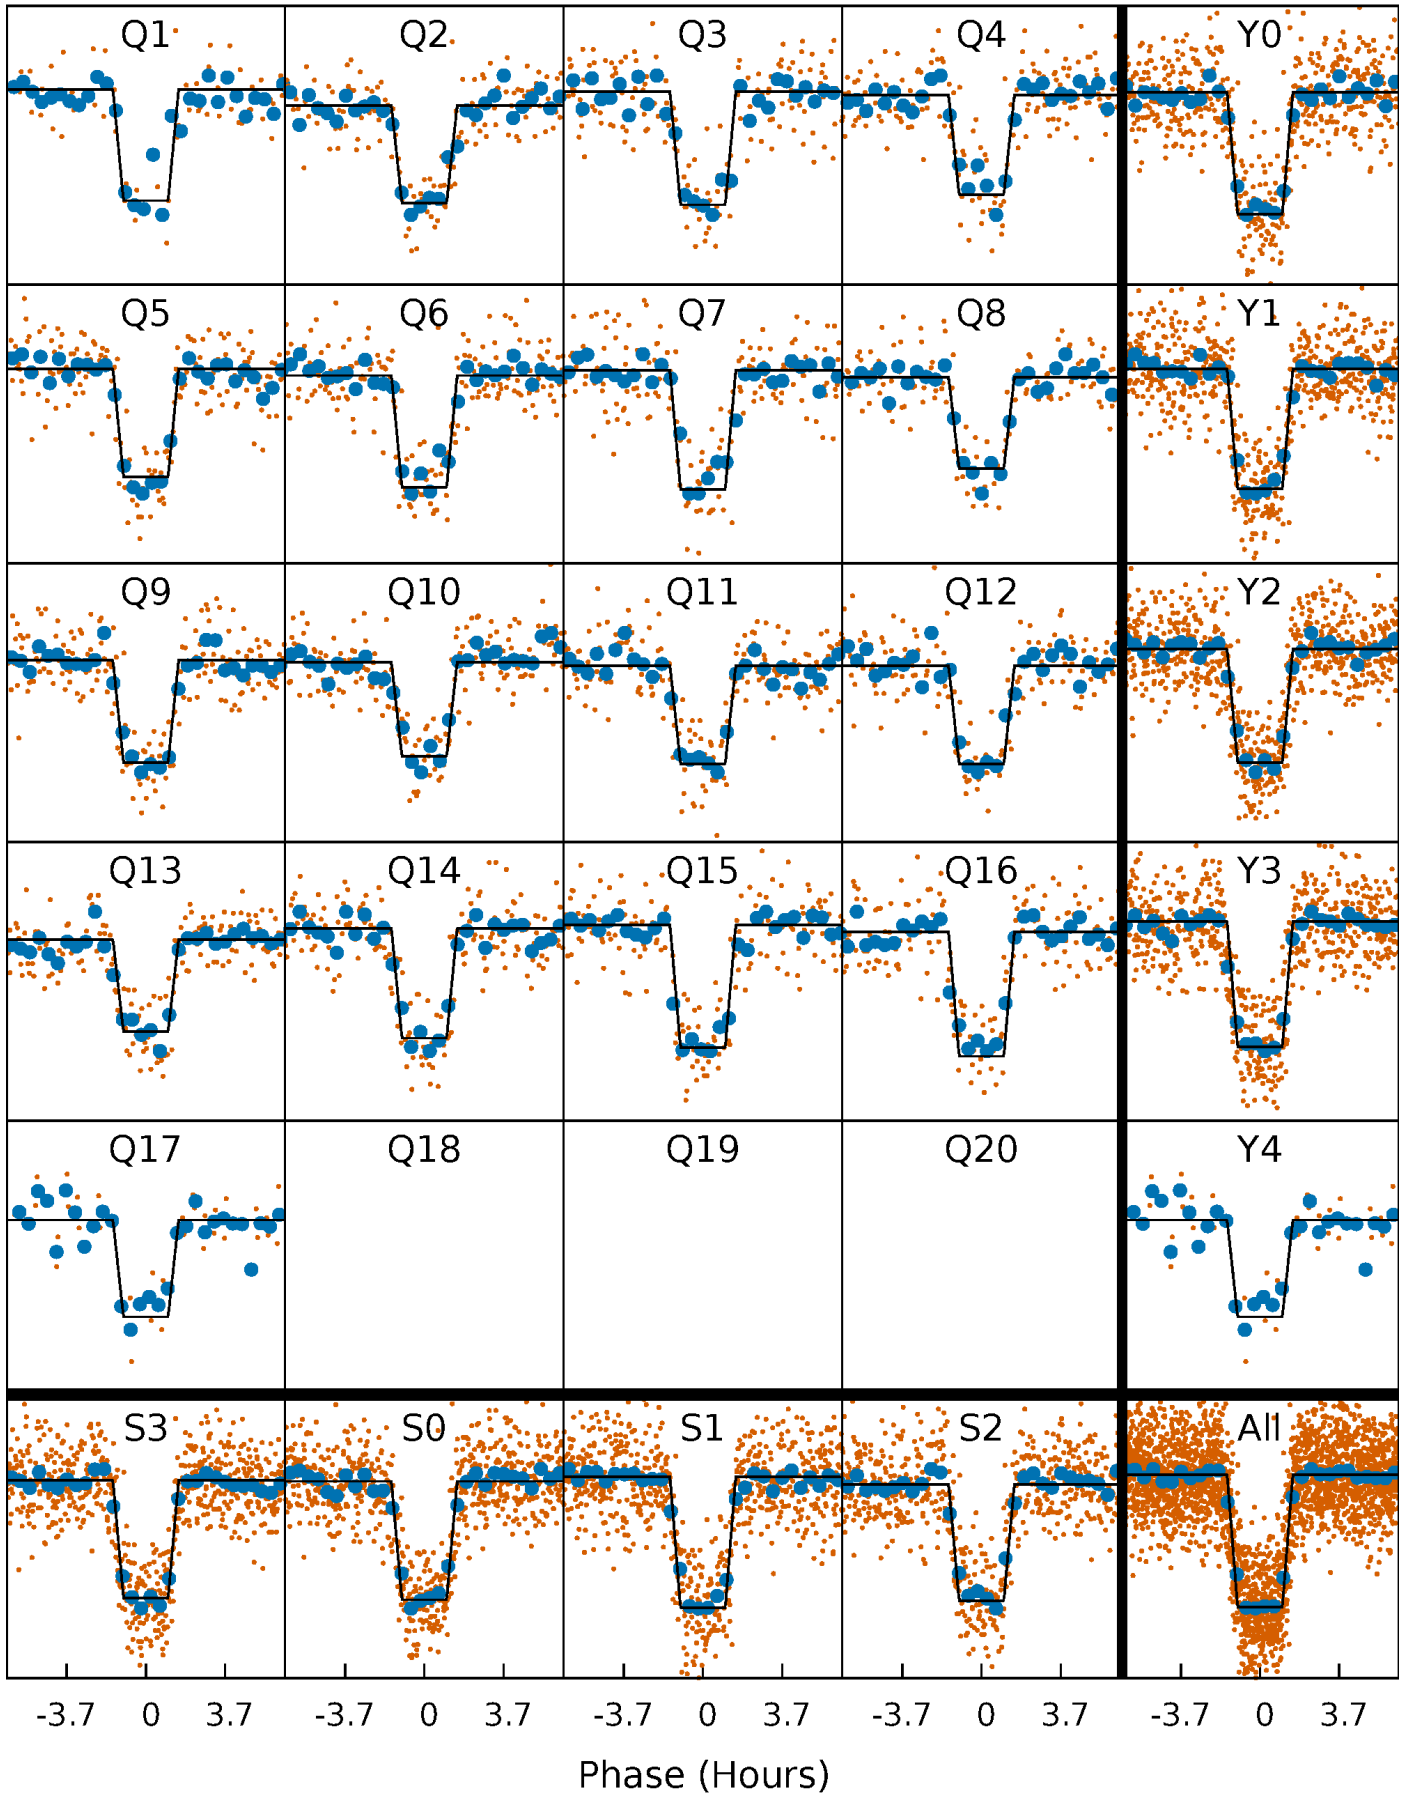 Q1 Q2 Q3 Q4 Y0
Q5 Q6 Q7 Q8 Y1
Q9 Q10 Q11 Q12 Y2
Q13 Q14 Q15 Q16 Y3
Q17 Q18 Q19 Q20 Y4
S3 S0 S1 S2 All
-3.7 0 3.7 -3.7 0 3.7 -3.7 0 3.7 -3.7 0 3.7 -3.7 0 3.7
Phase (Hours)